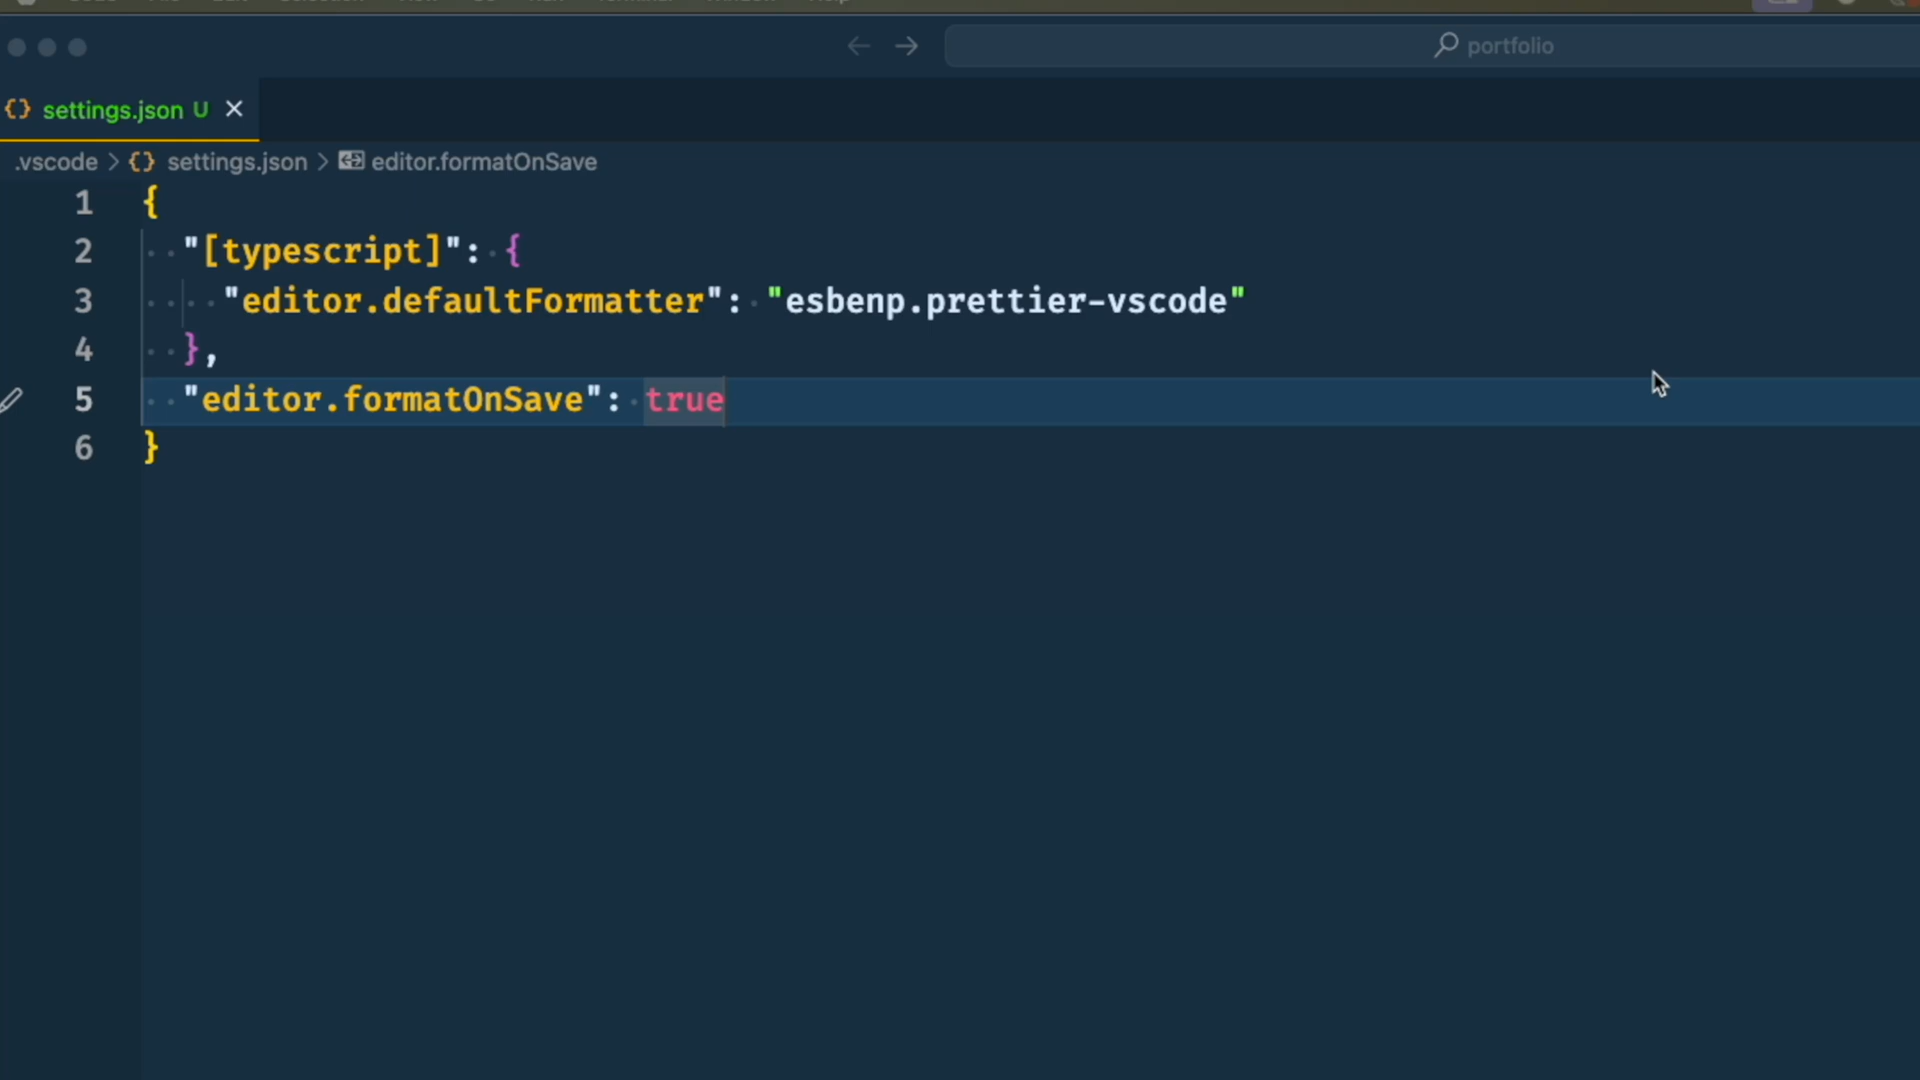 portfolio
settings.json U
.vscode > {} settings.json > editor.formatOnSave
1 {
2 "[typescript]": {
3 "editor.defaultFormatter": "esbenp.prettier-vscode"
4 },
5 "editor.formatOnSave": true
6 }